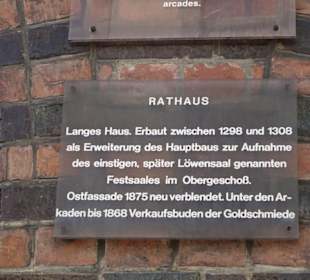 arcades.
RATHAUS
Langes Haus. Erbaut zwischen 1298 und 1308
als Erweiterung des Hauptbaus zur Aufnahme
des einstigen, später Löwensaal genannten
Festsaales im Obergeschoß.
Ostfassade 1875 neu verblendet. Unter den Ar-
kaden bis 1868 Verkaufsbuden der Goldschmiede